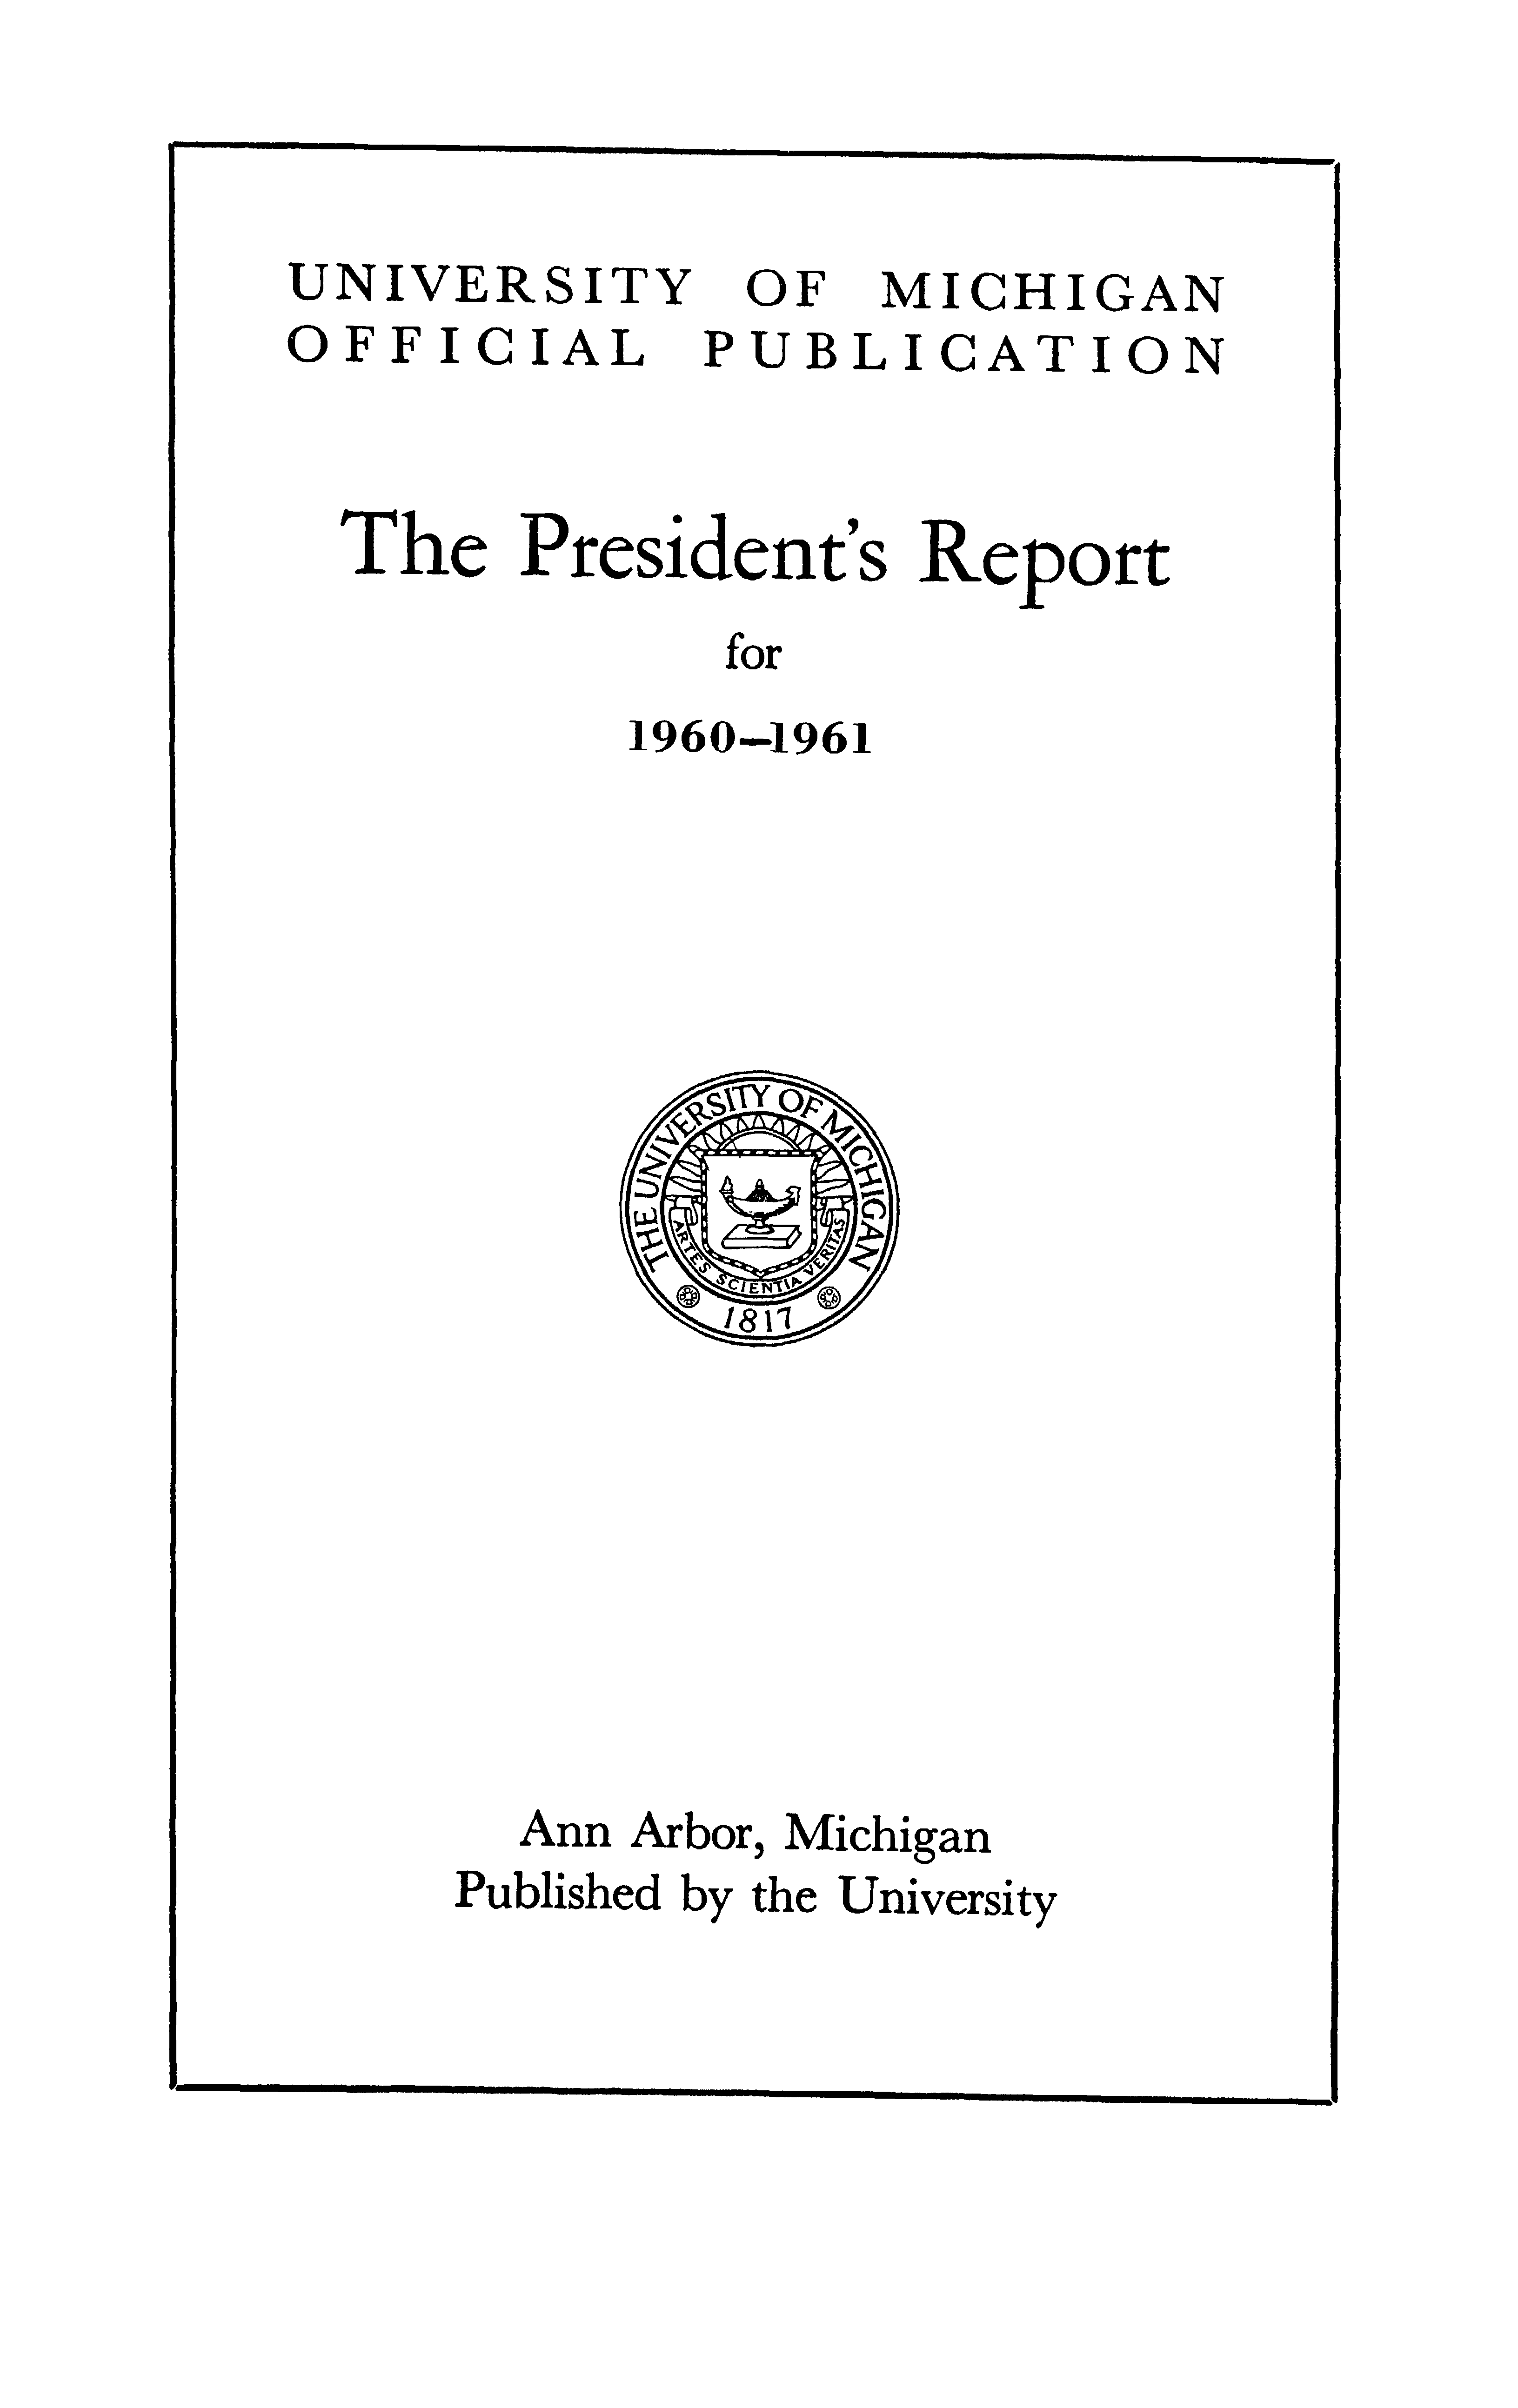 UNIVERSITY OF MICHIGAN
OFFICIAL PUBLICATION
The President's Report
for
1960–1961
THE UNIVERSITY OF MICHIGAN
ARTES SCIENTIA VERITAS
1817
Ann Arbor, Michigan
Published by the University